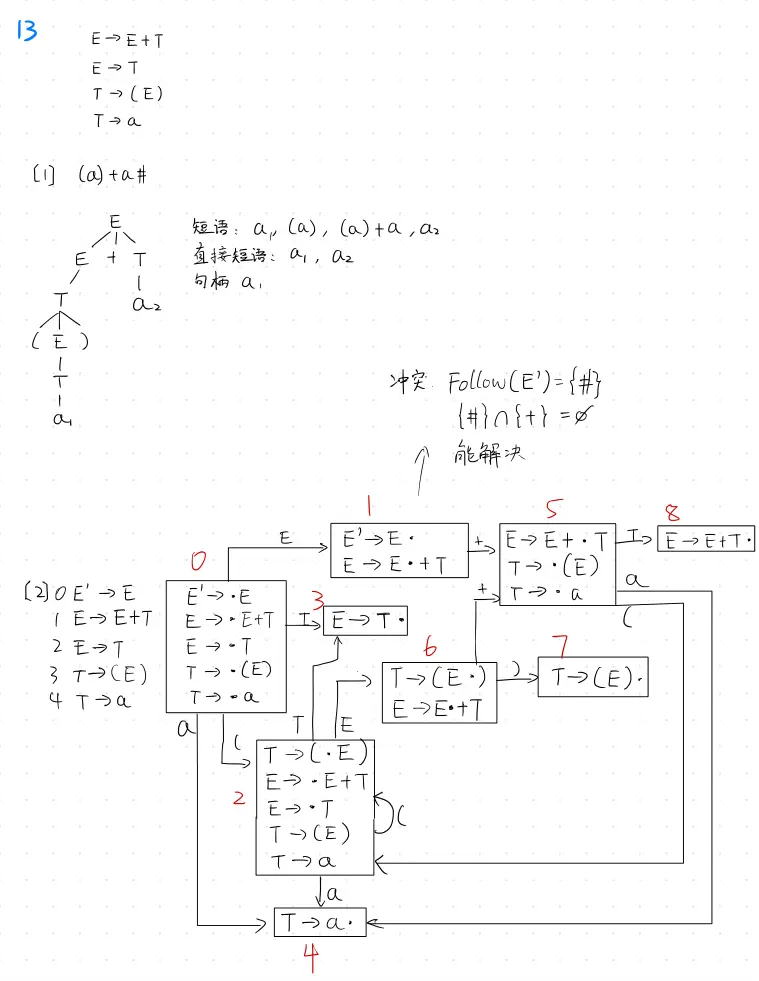 13
E→E+T
E→T
T→(E)
T→a
[1] (a)+a#
E
E + T
T
a₂
( E )
T
a₁
短语: a₁, (a), (a)+a, a₂
直接短语: a₁, a₂
句柄 a₁
冲突: Follow(E')={#}
{#}∩{+}=∅
能解决
[2] 0 E'→E
1 E→E+T
2 E→T
3 T→(E)
4 T→a
0
E'→·E
E→·E+T
E→·T
T→·(E)
T→·a
E
1
E'→E·
E→E·+T
+
5
E→E+·T
T→·(E)
T→·a
T
8
E→E+T·
a
(
T
3
E→T·
+
6
T→(E·)
E→E·+T
)
7
T→(E)·
a
(
T
E
2
T→(·E)
E→·E+T
E→·T
T→(E)
T→a
(
a
T→a·
4